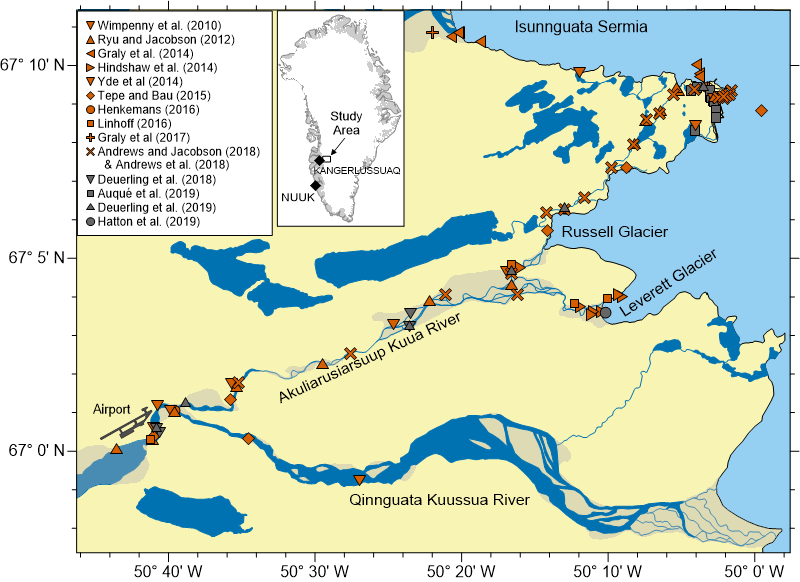 Wimpenny et al. (2010)
Ryu and Jacobson (2012)
Graly et al. (2014)
Hindshaw et al. (2014)
Yde et al (2014)
Tepe and Bau (2015)
Henkemans (2016)
Linhoff (2016)
Graly et al (2017)
Andrews and Jacobson (2018)
& Andrews et al. (2018)
Deuerling et al. (2018)
Auqué et al. (2019)
Deuerling et al. (2019)
Hatton et al. (2019)
Study
Area
KANGERLUSSUAQ
NUUK
Isunnguata Sermia
Russell Glacier
Leverett Glacier
Akuliarusiarsuup Kuua River
Airport
Qinnguata Kuussua River
67° 10' N
67° 5' N
67° 0' N
50° 40' W
50° 30' W
50° 20' W
50° 10' W
50° 0' W